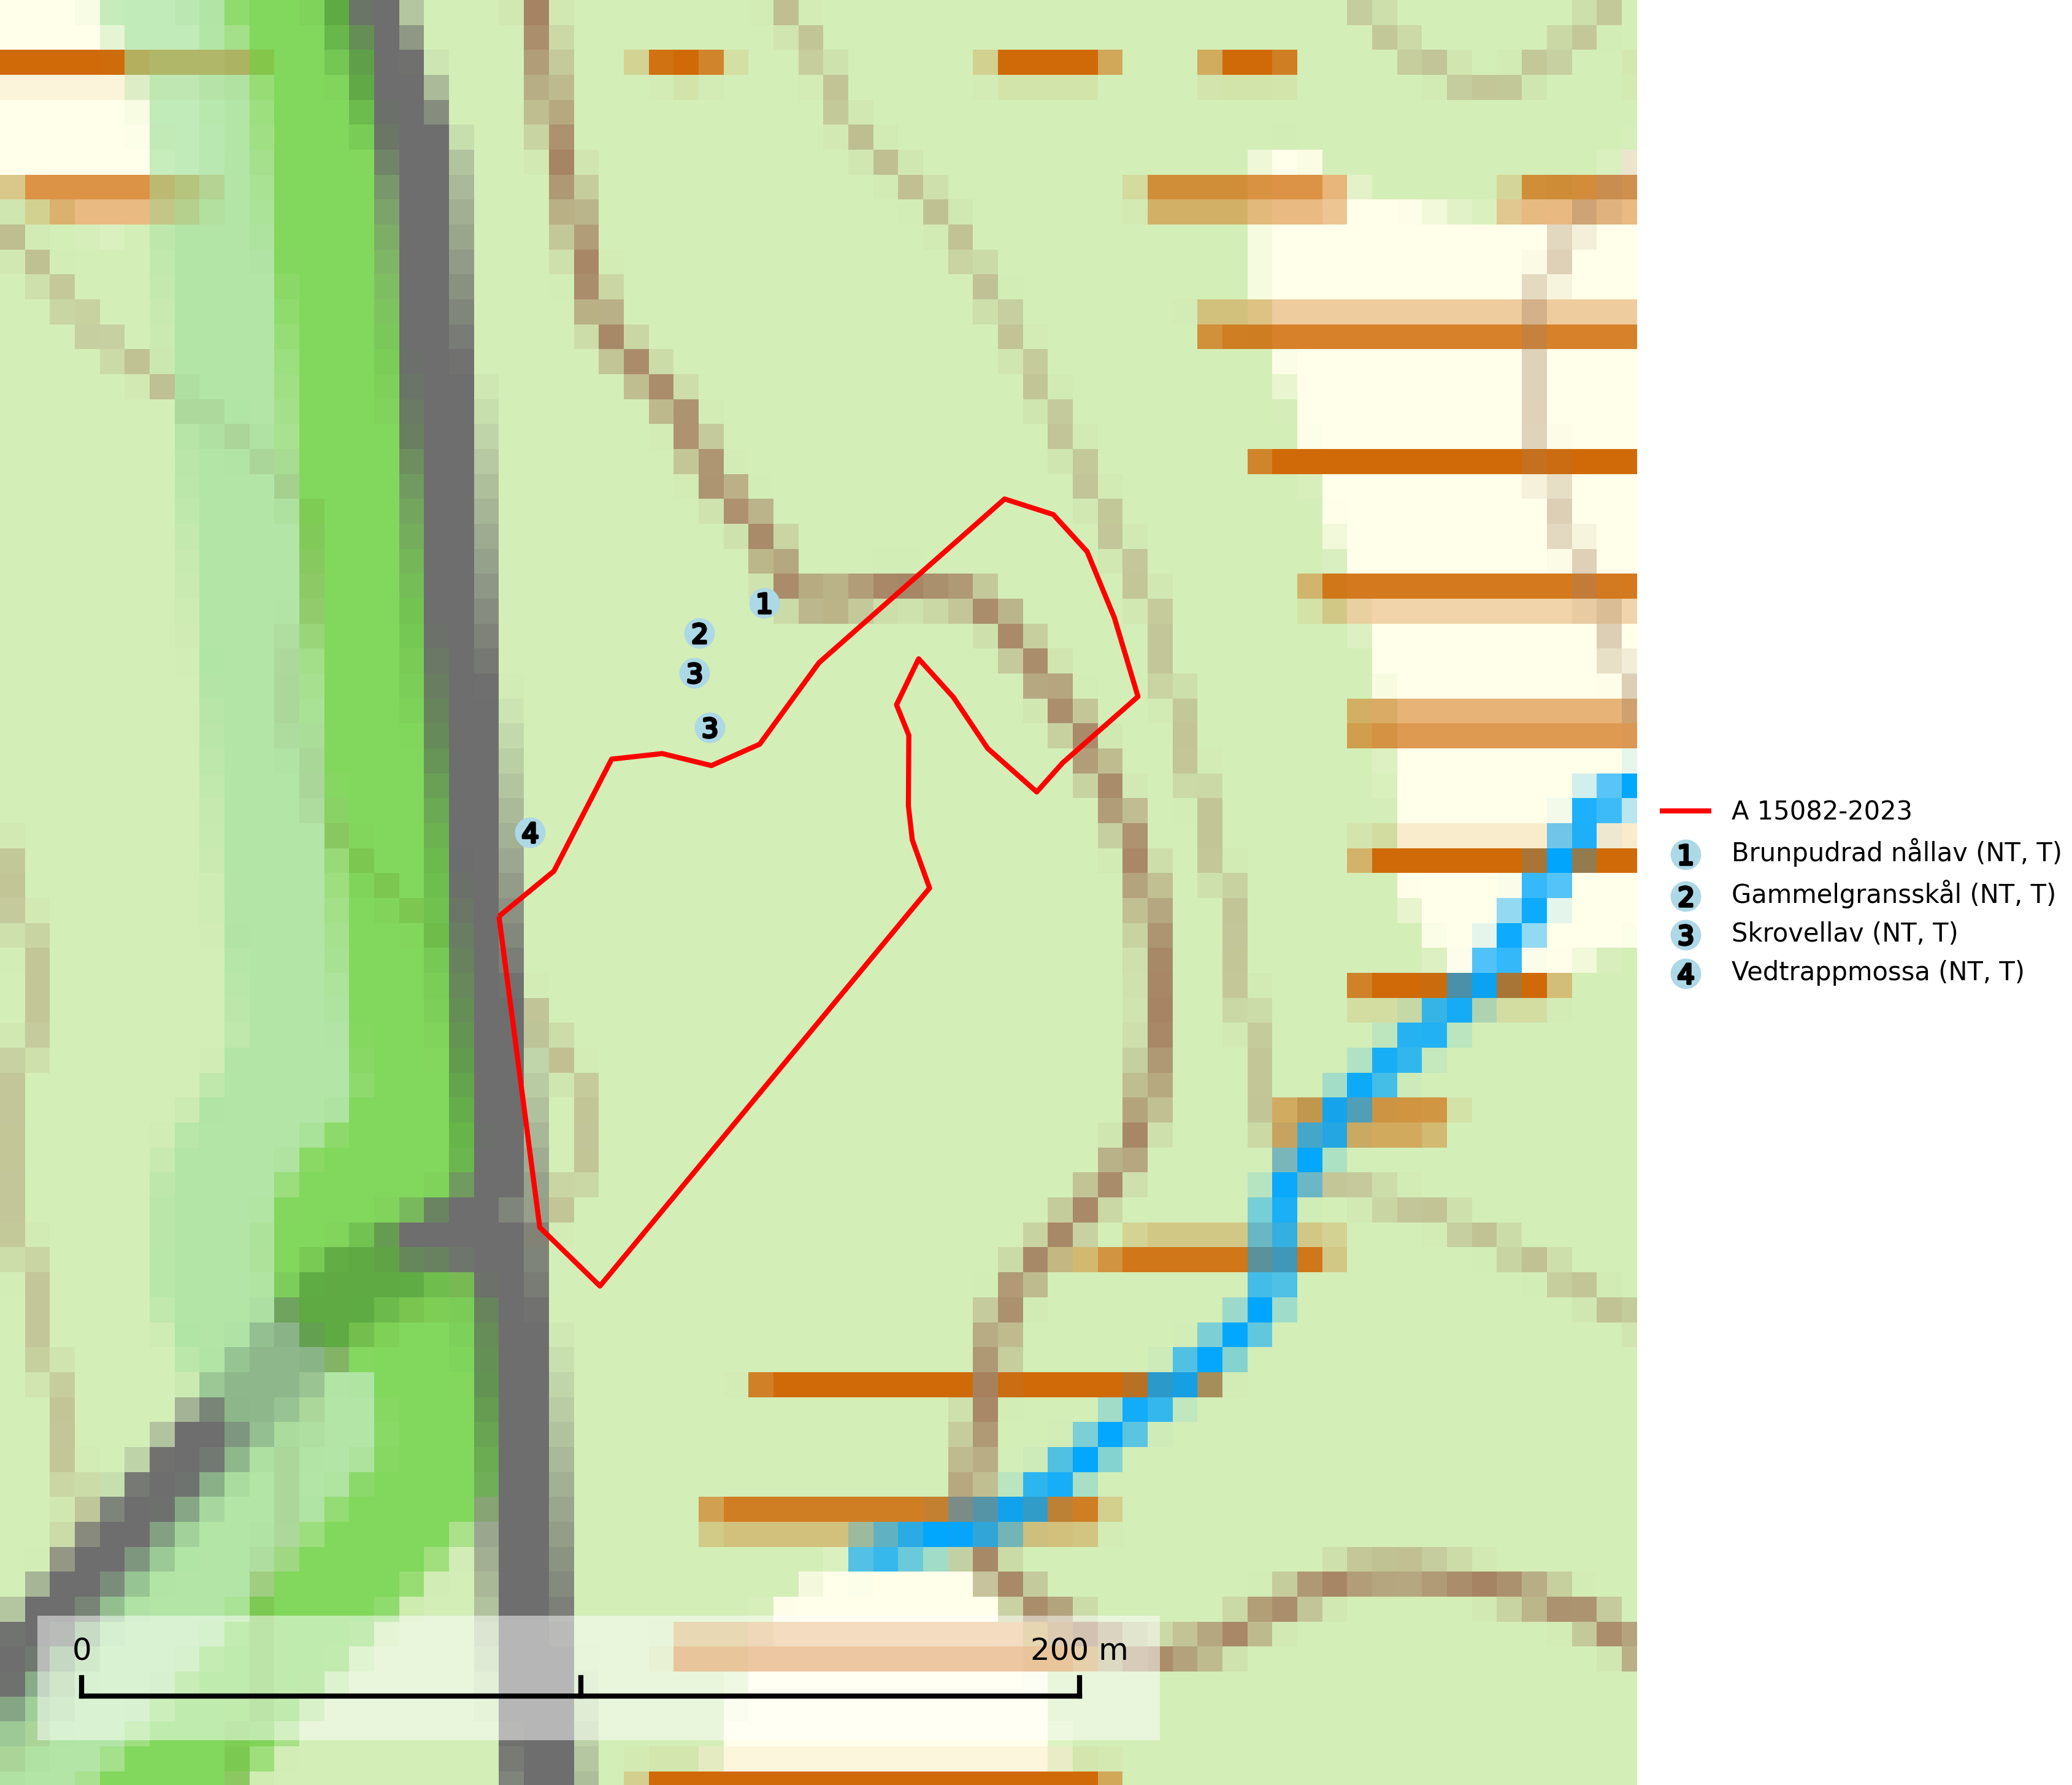 1
2
3
3
4
A 15082-2023
1 Brunpudrad nållav (NT, T)
2 Gammelgransskål (NT, T)
3 Skrovellav (NT, T)
4 Vedtrappmossa (NT, T)
0 200 m